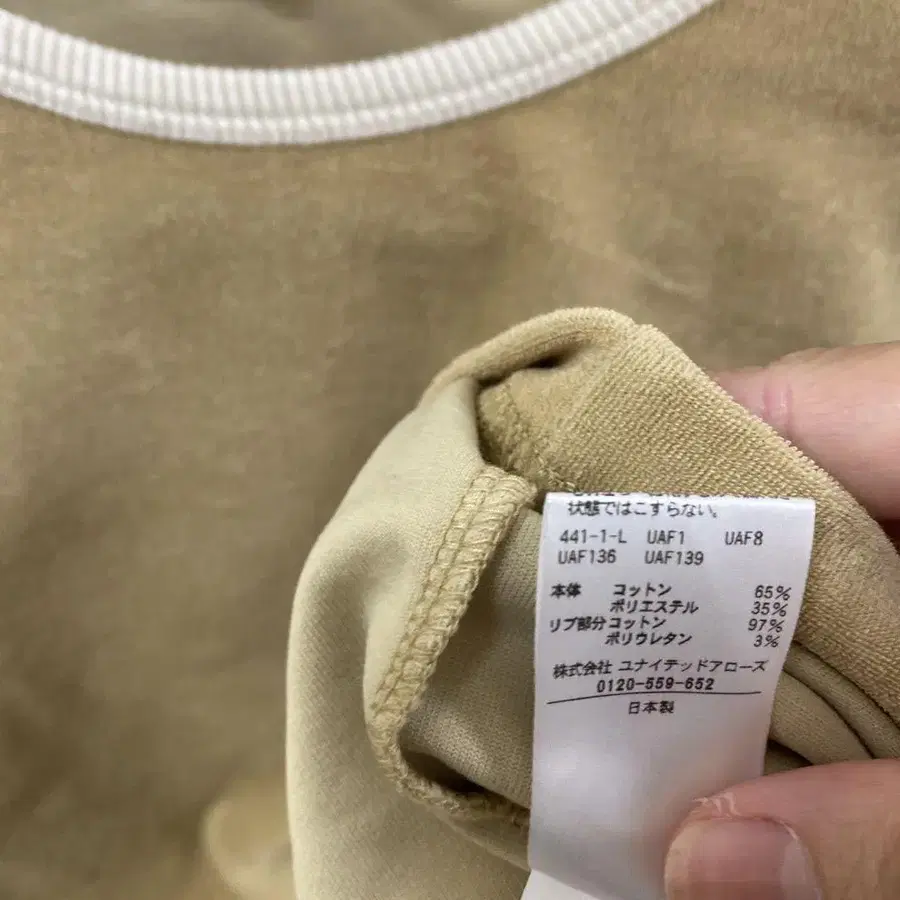 状態ではこすらない。
441-1-L UAF1 UAF8
UAF136 UAF139
本体 コットン 65%
ポリエステル 35%
リブ部分コットン 97%
ポリウレタン 3%
株式会社 ユナイテッドアローズ
0120-559-652
日本製